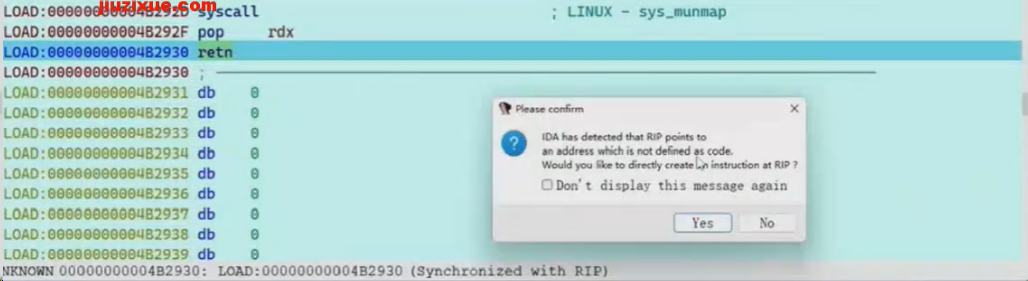 jiuzixue.com
LOAD:00000000004B292D syscall ; LINUX - sys_munmap
LOAD:00000000004B292F pop rdx
LOAD:00000000004B2930 retn
LOAD:00000000004B2930 ;
LOAD:00000000004B2931 db 0
LOAD:00000000004B2932 db 0
LOAD:00000000004B2933 db 0
LOAD:00000000004B2934 db 0
LOAD:00000000004B2935 db 0
LOAD:00000000004B2936 db 0
LOAD:00000000004B2937 db 0
LOAD:00000000004B2938 db 0
LOAD:00000000004B2939 db 0
NKNOWN 00000000004B2930: LOAD:00000000004B2930 (Synchronized with RIP)
Please confirm
IDA has detected that RIP points to
an address which is not defined as code.
Would you like to directly create an instruction at RIP ?
Don't display this message again
Yes No